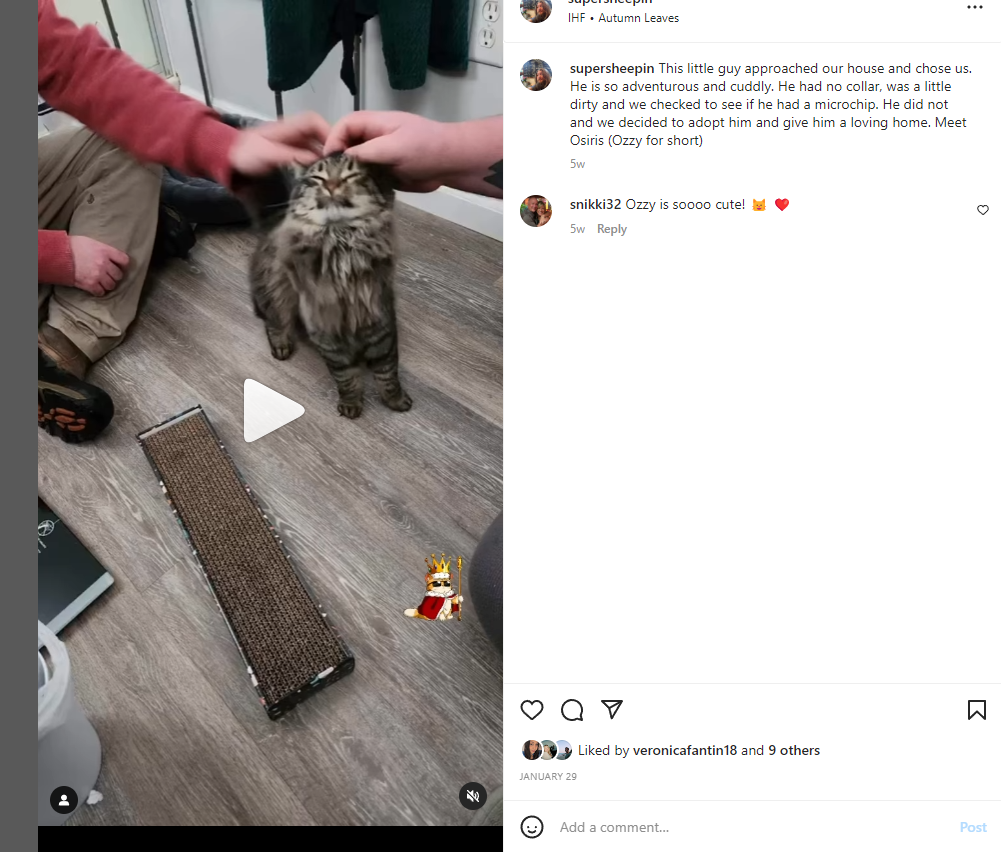 supersheepin
IHF • Autumn Leaves
supersheepin This little guy approached our house and chose us.
He is so adventurous and cuddly. He had no collar, was a little
dirty and we checked to see if he had a microchip. He did not
and we decided to adopt him and give him a loving home. Meet
Osiris (Ozzy for short)
5w
snikki32 Ozzy is soooo cute! 😺 ❤️
5w Reply
Liked by veronicafantin18 and 9 others
JANUARY 29
Add a comment...
Post